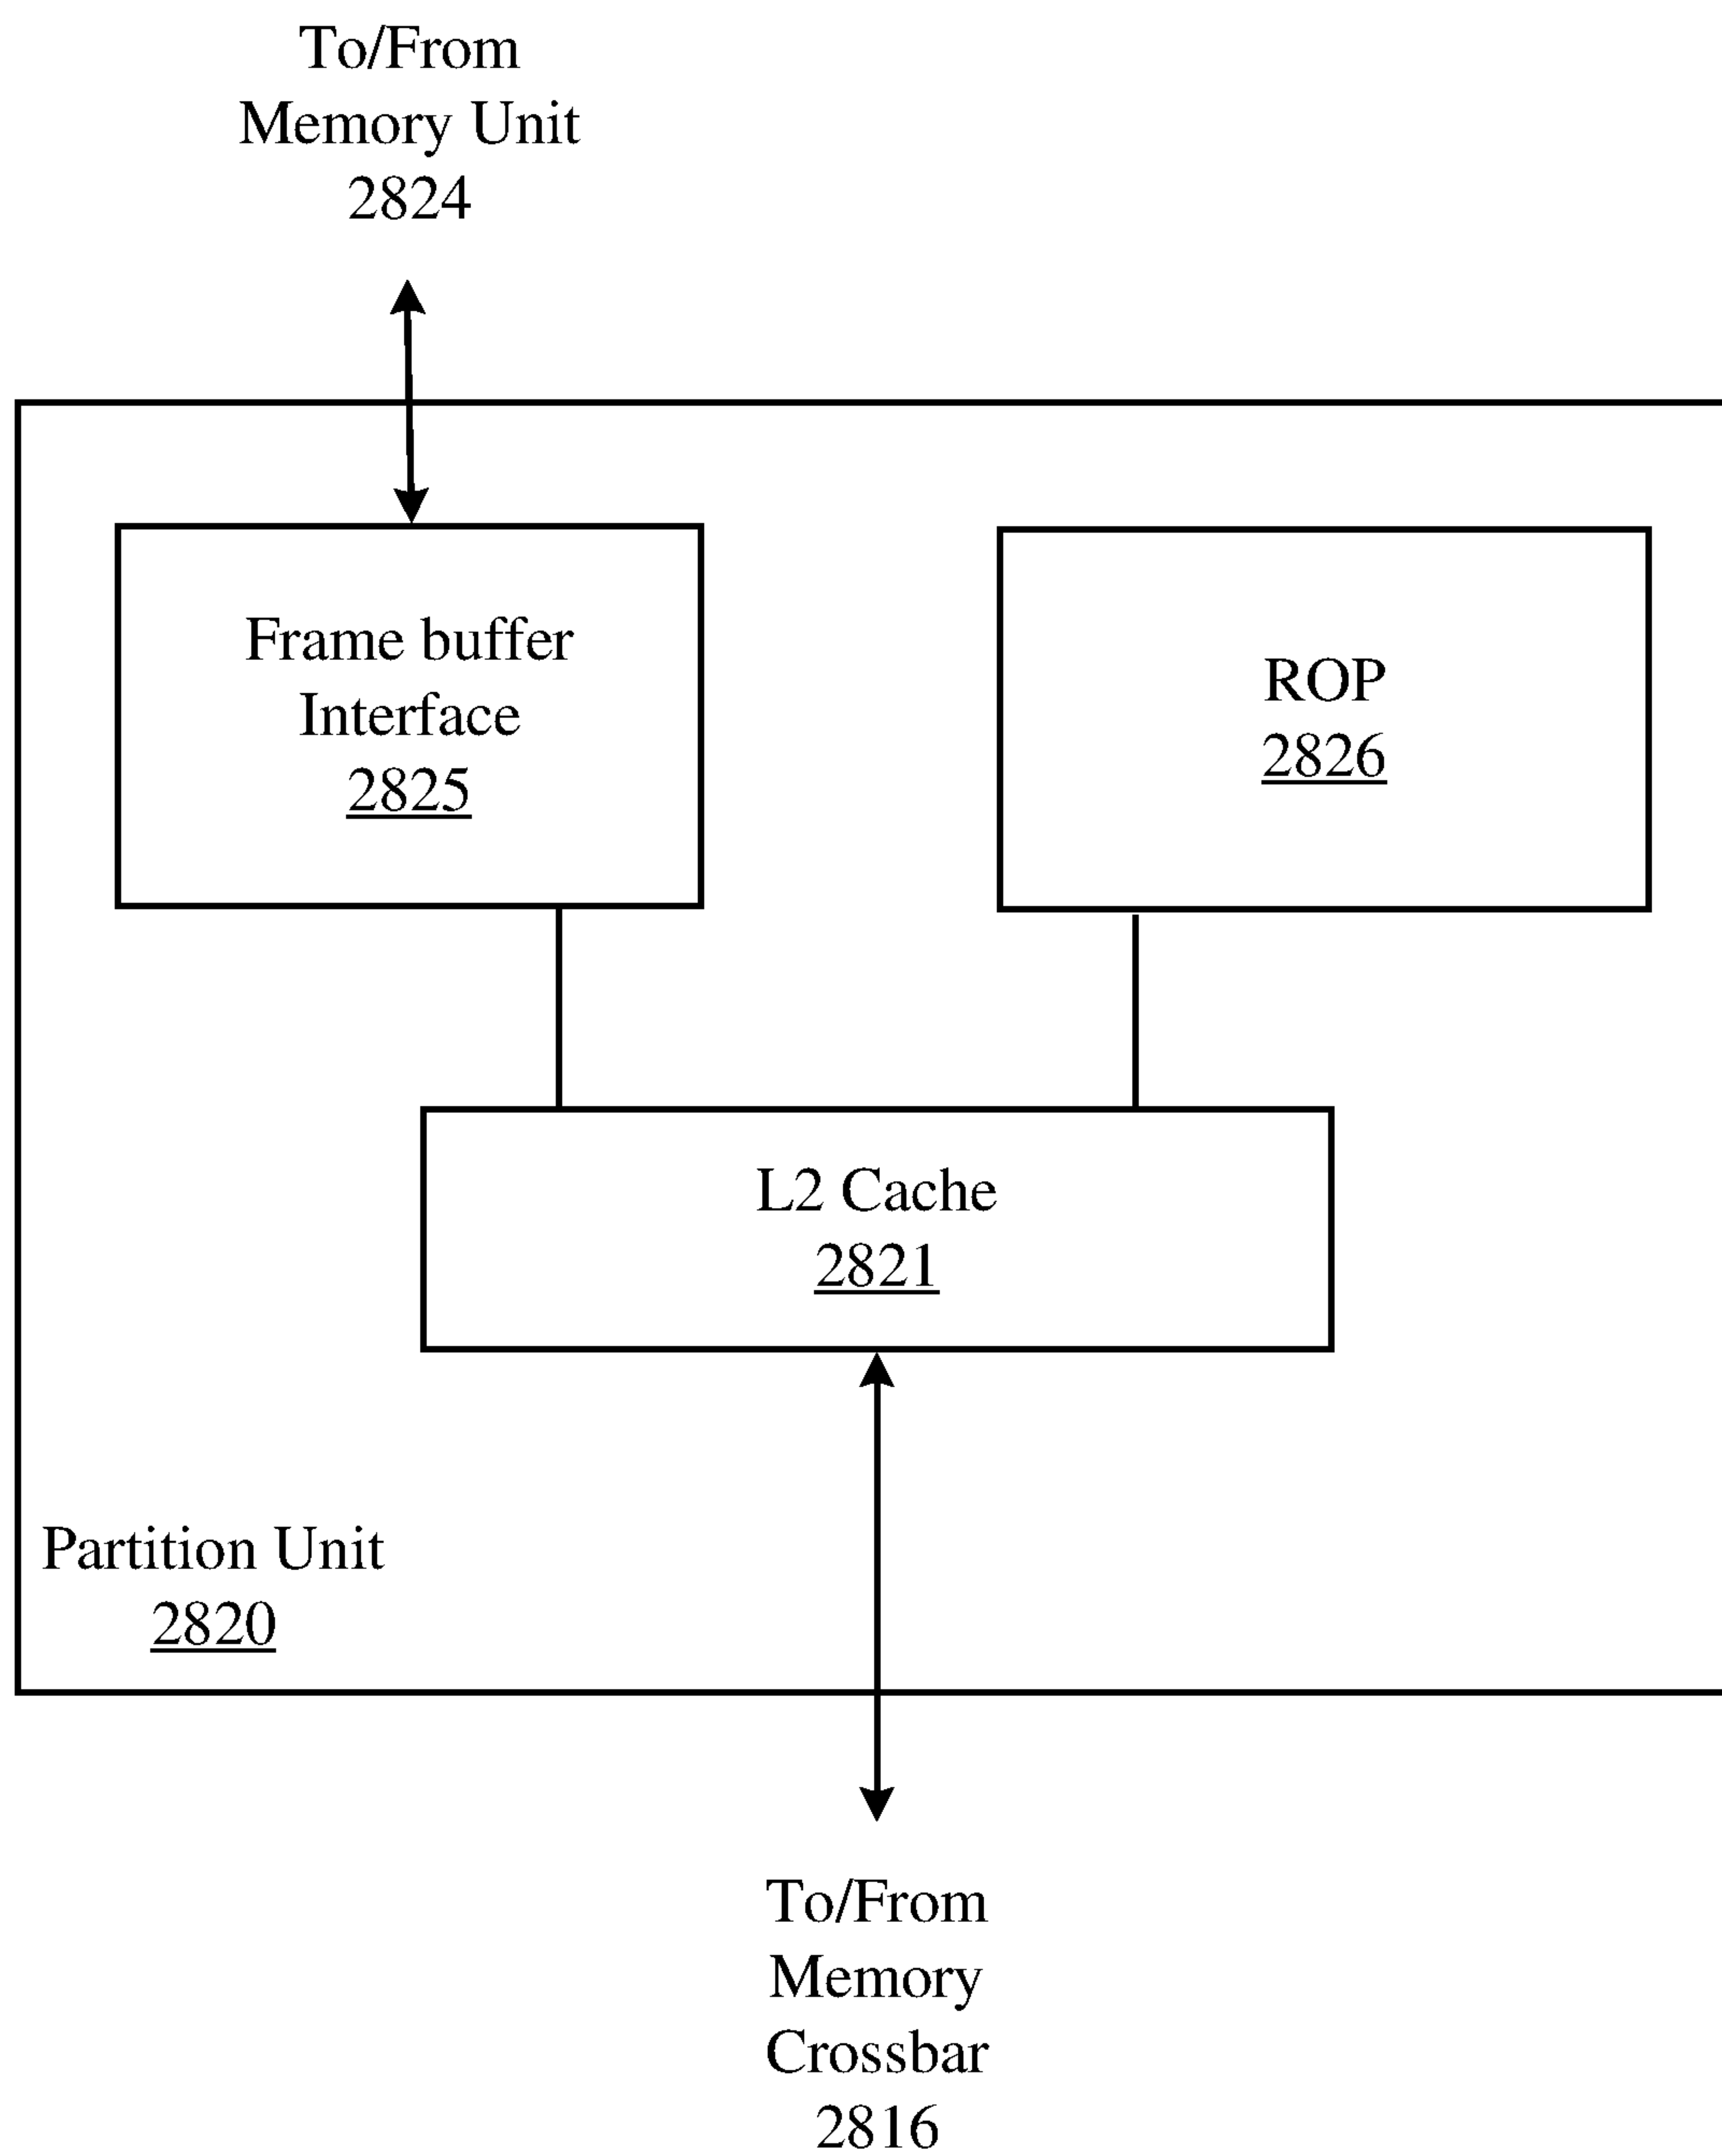 To/From
Memory Unit
2824
Frame buffer
Interface
2825
ROP
2826
L2 Cache
2821
Partition Unit
2820
To/From
Memory
Crossbar
2816